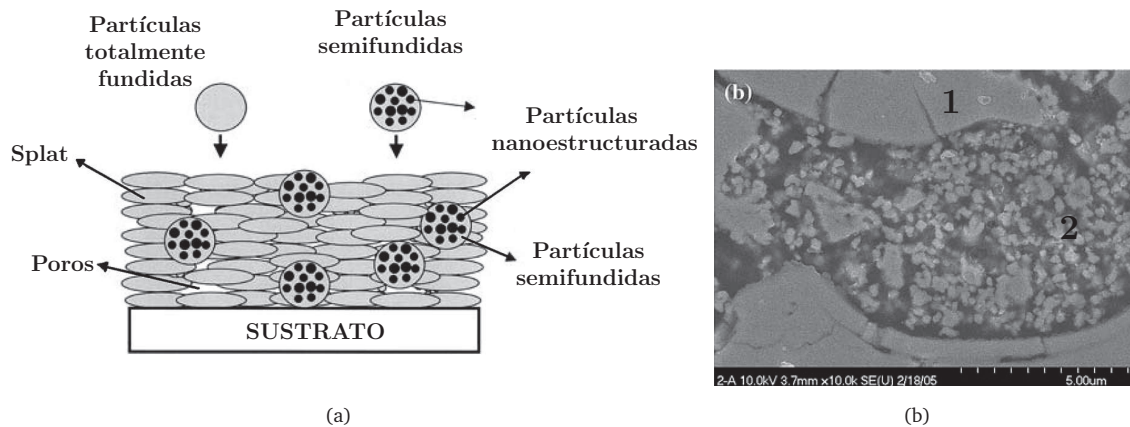 Partículas
totalmente
fundidas
Partículas
semifundidas
Partículas
nanoestructuradas
Splat
Poros
Partículas
semifundidas
SUSTRATO
(a)
(b)
1
2
2-A 10.0kV 3.7mm x10.0k SE(U) 2/18/05
5.00um
(b)